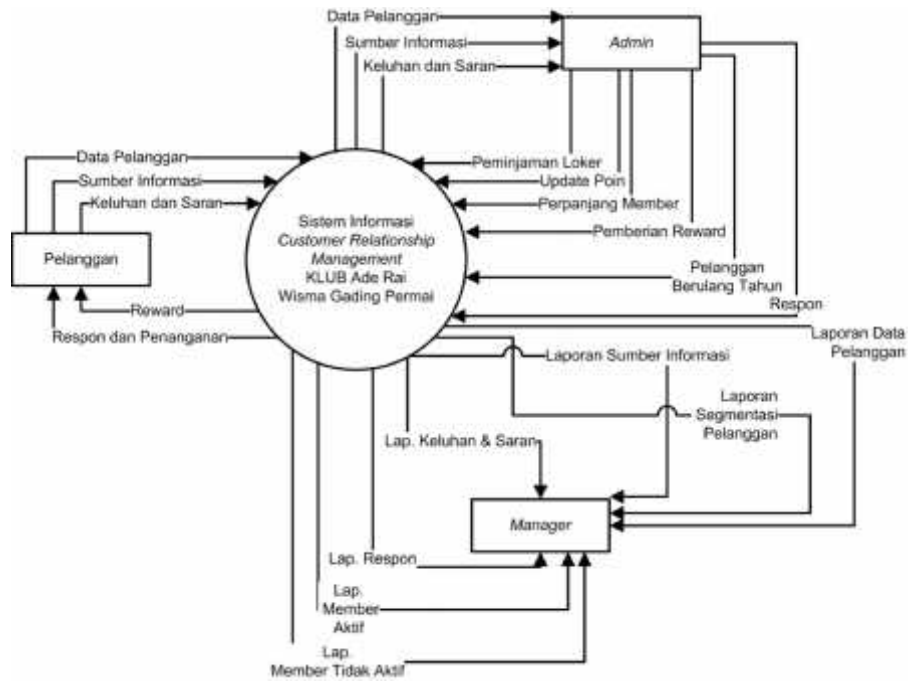 Data Pelanggan
Sumber Informasi
Keluhan dan Saran
Admin
Peminjaman Loker
Update Poin
Perpanjang Member
Pemberian Reward
Pelanggan
Berulang Tahun
Respon
Data Pelanggan
Sumber Informasi
Keluhan dan Saran
Pelanggan
Reward
Respon dan Penanganan
Sistem Informasi
Customer Relationship
Management
KLUB Ade Rai
Wisma Gading Permai
Laporan Data
Pelanggan
Laporan Sumber Informasi
Laporan
Segmentasi
Pelanggan
Lap. Keluhan & Saran
Manager
Lap. Respon
Lap.
Member
Aktif
Lap.
Member Tidak Aktif